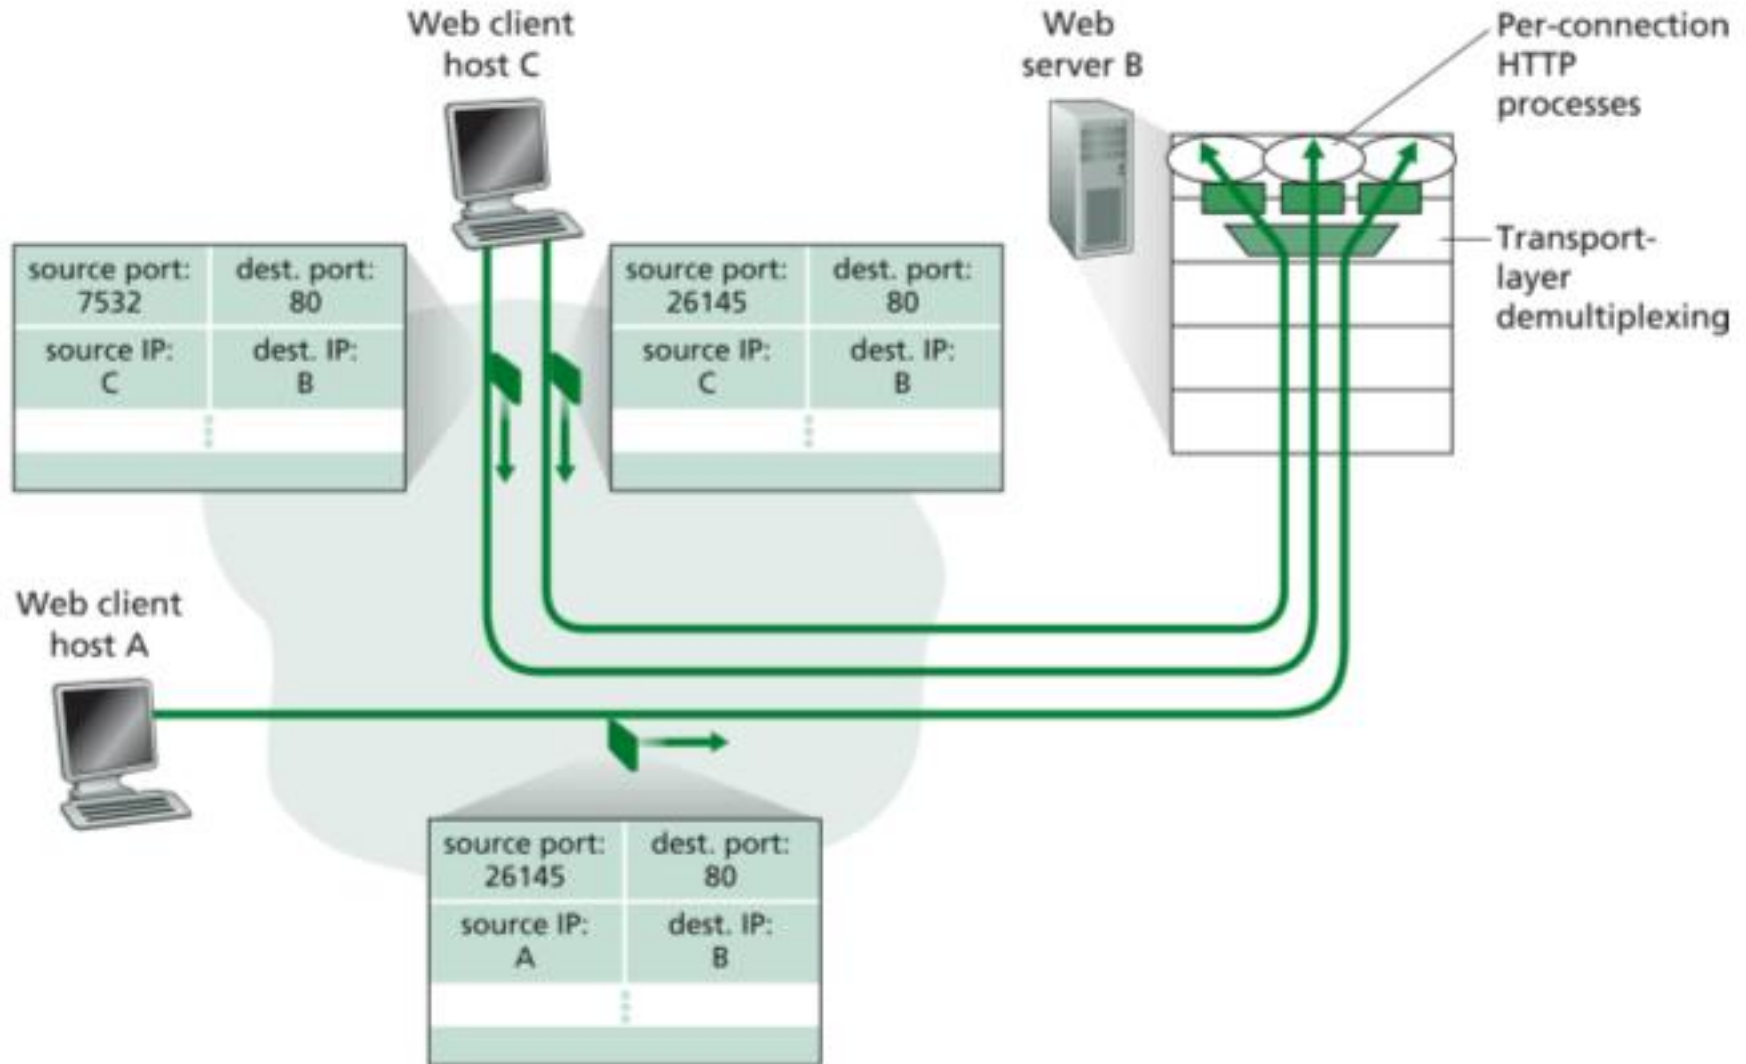 Web client
host C
Web
server B
Per-connection
HTTP
processes
Transport-
layer
demultiplexing
source port:
7532
dest. port:
80
source IP:
C
dest. IP:
B
source port:
26145
dest. port:
80
source IP:
C
dest. IP:
B
Web client
host A
source port:
26145
dest. port:
80
source IP:
A
dest. IP:
B